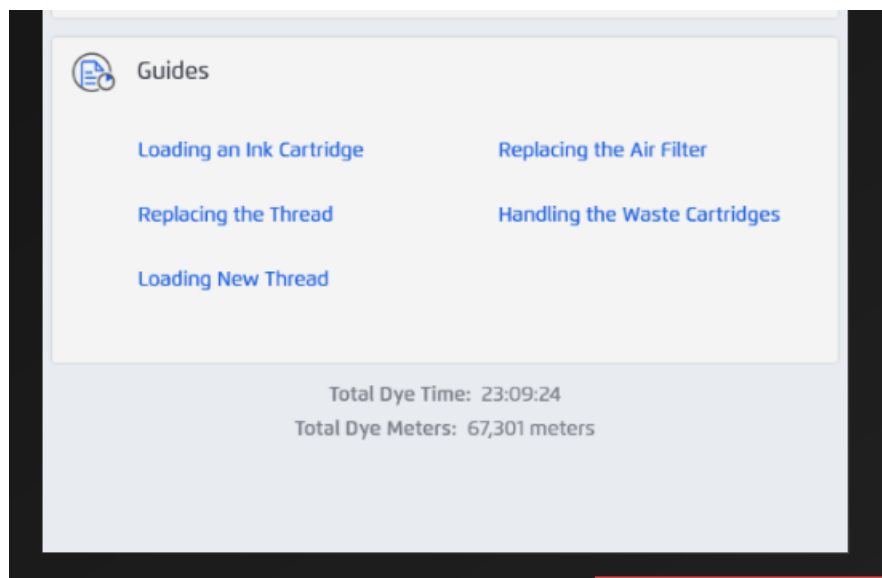 Guides
Loading an Ink Cartridge
Replacing the Air Filter
Replacing the Thread
Handling the Waste Cartridges
Loading New Thread
Total Dye Time: 23:09:24
Total Dye Meters: 67,301 meters